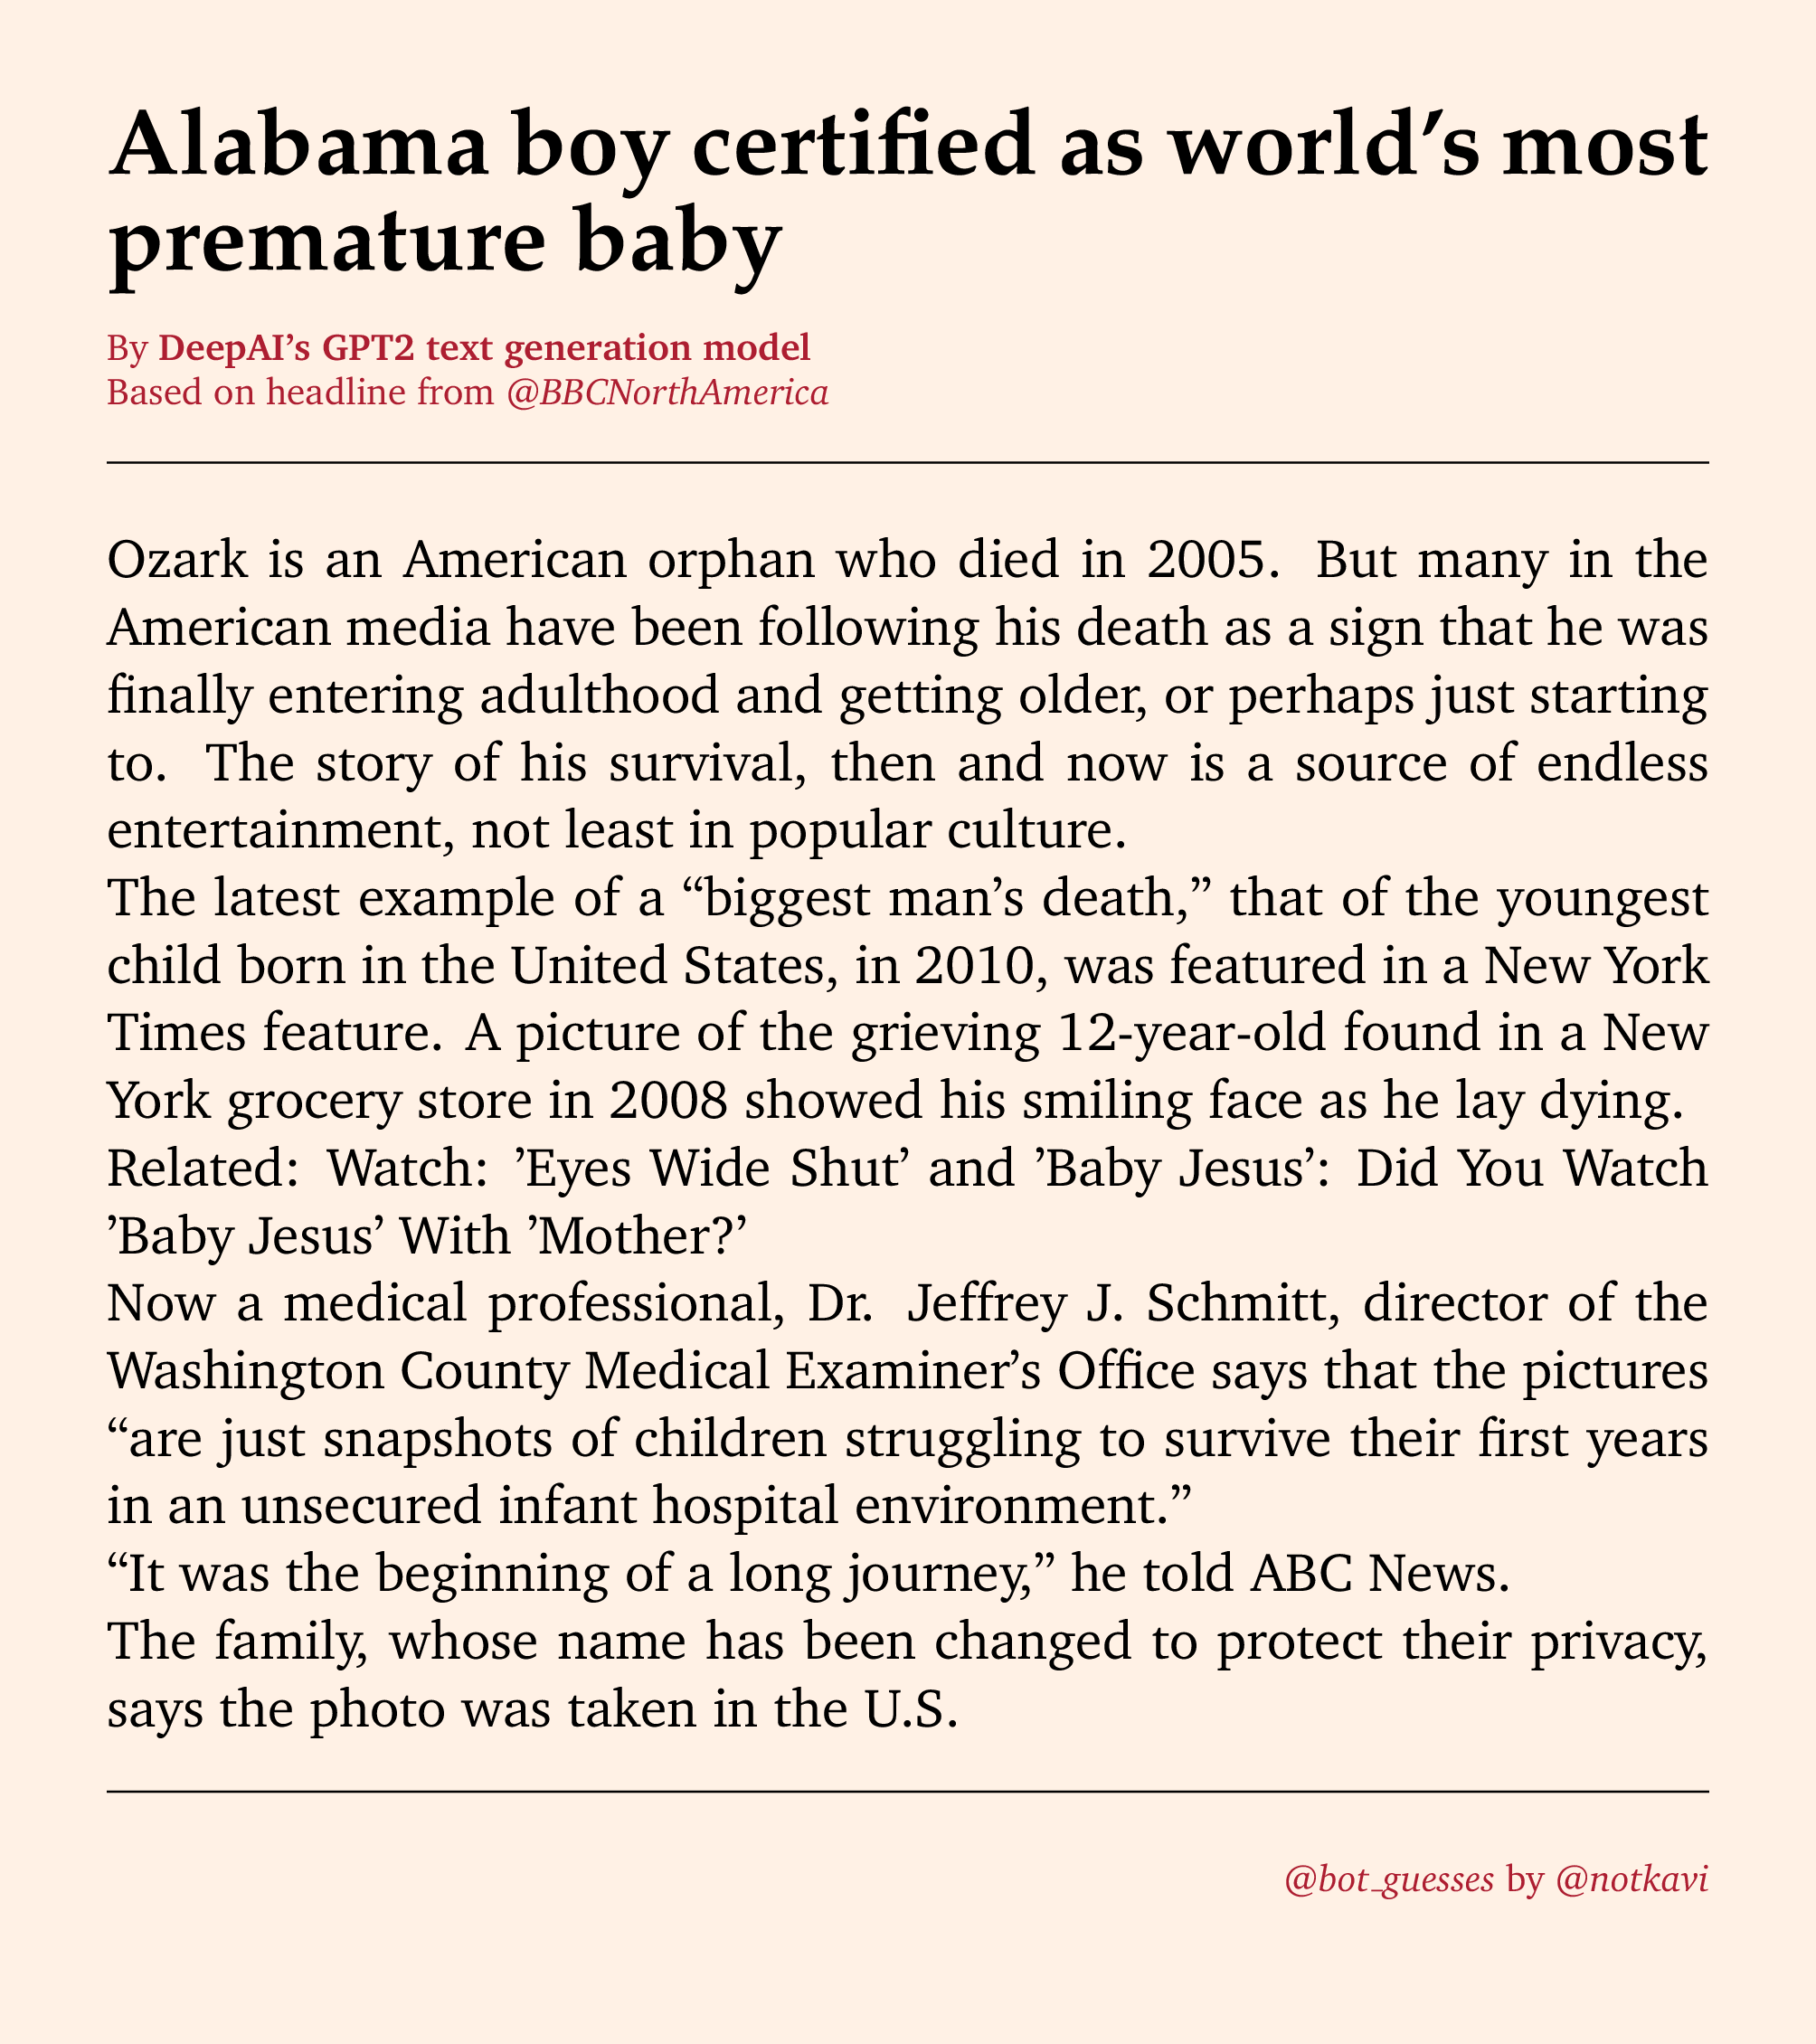 Alabama boy certified as world’s most
premature baby
By DeepAI’s GPT2 text generation model
Based on headline from @BBCNorthAmerica
Ozark is an American orphan who died in 2005. But many in the
American media have been following his death as a sign that he was
finally entering adulthood and getting older, or perhaps just starting
to. The story of his survival, then and now is a source of endless
entertainment, not least in popular culture.
The latest example of a “biggest man’s death,” that of the youngest
child born in the United States, in 2010, was featured in a New York
Times feature. A picture of the grieving 12-year-old found in a New
York grocery store in 2008 showed his smiling face as he lay dying.
Related: Watch: ’Eyes Wide Shut’ and ’Baby Jesus’: Did You Watch
’Baby Jesus’ With ’Mother?’
Now a medical professional, Dr. Jeffrey J. Schmitt, director of the
Washington County Medical Examiner’s Office says that the pictures
“are just snapshots of children struggling to survive their first years
in an unsecured infant hospital environment.”
“It was the beginning of a long journey,” he told ABC News.
The family, whose name has been changed to protect their privacy,
says the photo was taken in the U.S.
@bot_guesses by @notkavi